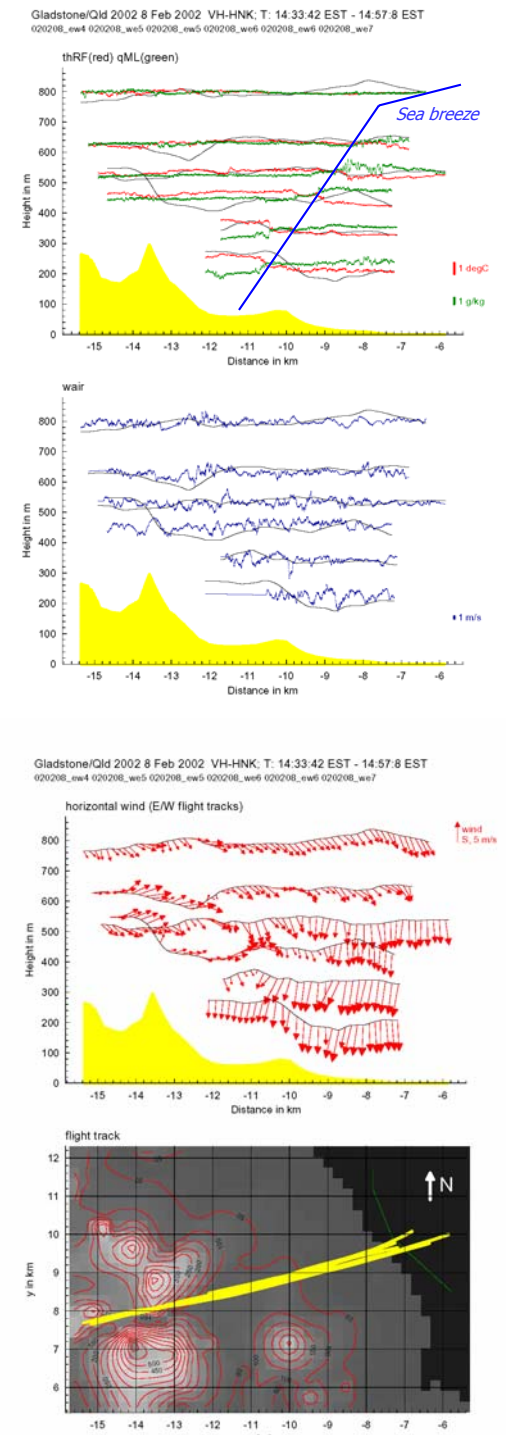 Gladstone/Qld 2002 8 Feb 2002 VH-HNK; T: 14:33:42 EST - 14:57:8 EST
020208_ew4 020208_we5 020208_ew5 020208_we6 020208_ew6 020208_we7
thRF(red) qML(green)
Sea breeze
Height in m
800
700
600
500
400
300
200
100
0
1 degC
1 g/kg
-15 -14 -13 -12 -11 -10 -9 -8 -7 -6
Distance in km
wair
Height in m
800
700
600
500
400
300
200
100
0
1 m/s
-15 -14 -13 -12 -11 -10 -9 -8 -7 -6
Distance in km
Gladstone/Qld 2002 8 Feb 2002 VH-HNK; T: 14:33:42 EST - 14:57:8 EST
020208_ew4 020208_we5 020208_ew5 020208_we6 020208_ew6 020208_we7
horizontal wind (E/W flight tracks)
wind
S, 5 m/s
Height in m
800
700
600
500
400
300
200
100
0
-15 -14 -13 -12 -11 -10 -9 -8 -7 -6
Distance in km
flight track
N
y in km
12
11
10
9
8
7
6
-15 -14 -13 -12 -11 -10 -9 -8 -7 -6